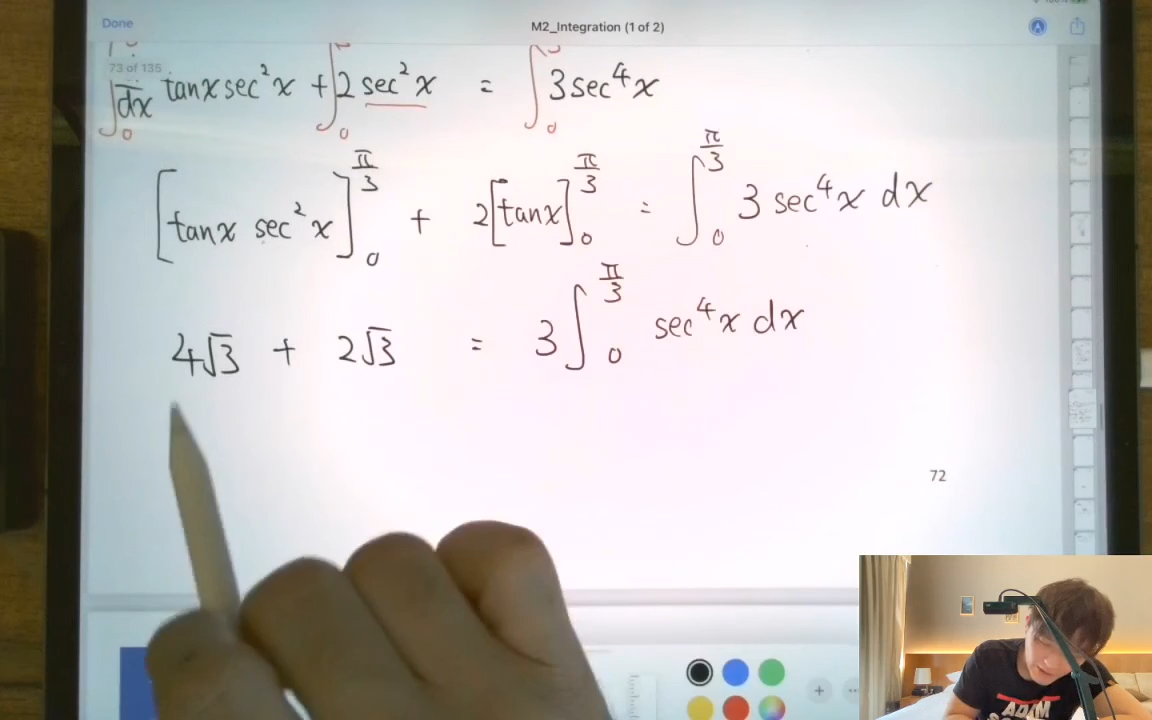 Done M2_Integration (1 of 2)
73 of 135
∫₀ d/dx tanx sec²x + ∫₀ 2 sec²x = ∫₀ 3sec⁴x
[tanx sec²x]₀^(π/3) + 2[tanx]₀^(π/3) = ∫₀^(π/3) 3 sec⁴x dx
4√3 + 2√3 = 3∫₀^(π/3) sec⁴x dx
72
ADAM